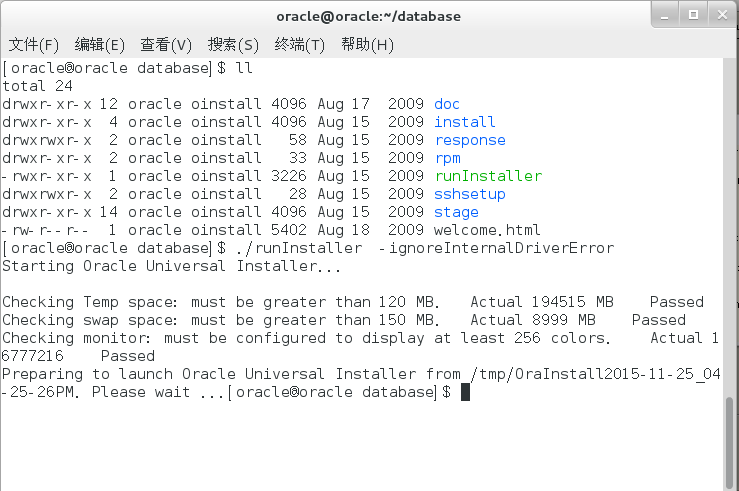 oracle@oracle:~/database
文件(F) 编辑(E) 查看(V) 搜索(S) 终端(T) 帮助(H)
[oracle@oracle database]$ ll
total 24
drwxr-xr-x 12 oracle oinstall 4096 Aug 17  2009 doc
drwxr-xr-x  4 oracle oinstall 4096 Aug 15  2009 install
drwxrwxr-x  2 oracle oinstall   58 Aug 15  2009 response
drwxr-xr-x  2 oracle oinstall   33 Aug 15  2009 rpm
-rwxr-xr-x  1 oracle oinstall 3226 Aug 15  2009 runInstaller
drwxrwxr-x  2 oracle oinstall   28 Aug 15  2009 sshsetup
drwxr-xr-x 14 oracle oinstall 4096 Aug 15  2009 stage
-rw-r--r--  1 oracle oinstall 5402 Aug 18  2009 welcome.html
[oracle@oracle database]$ ./runInstaller  -ignoreInternalDriverError
Starting Oracle Universal Installer...
Checking Temp space: must be greater than 120 MB.   Actual 194515 MB    Passed
Checking swap space: must be greater than 150 MB.   Actual 8999 MB    Passed
Checking monitor: must be configured to display at least 256 colors.    Actual 1
6777216    Passed
Preparing to launch Oracle Universal Installer from /tmp/OraInstall2015-11-25_04
-25-26PM. Please wait ...[oracle@oracle database]$